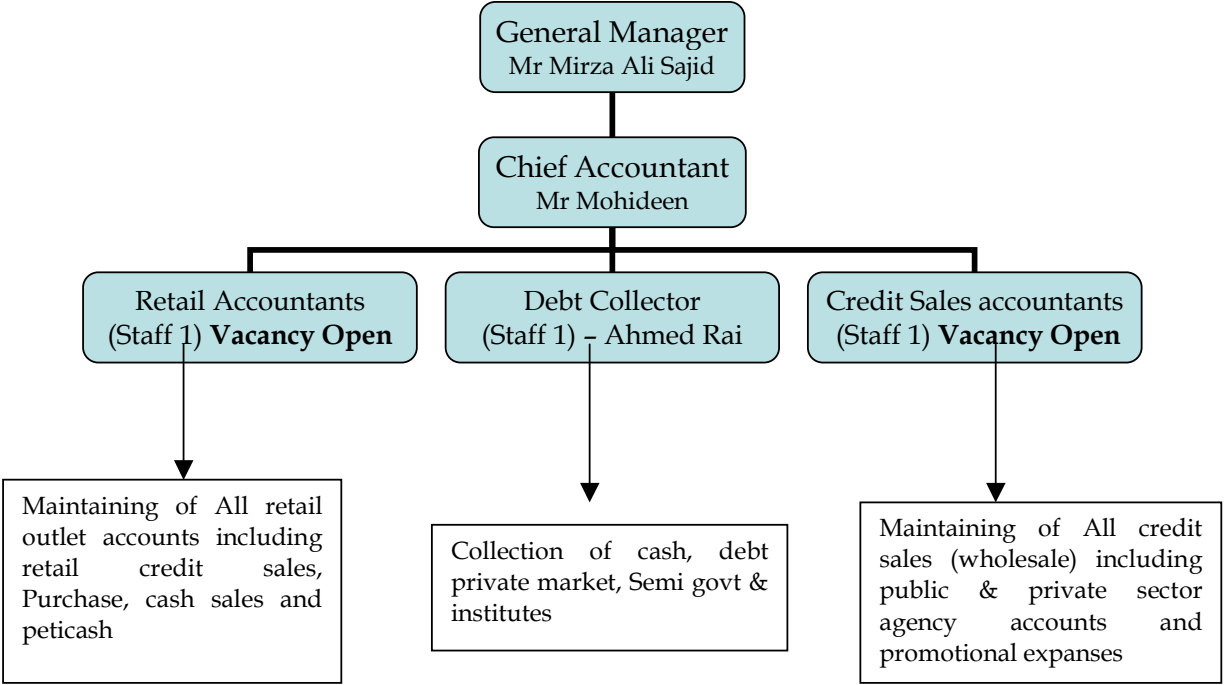 General Manager
Mr Mirza Ali Sajid
Chief Accountant
Mr Mohideen
Retail Accountants
(Staff 1) Vacancy Open
Debt Collector
(Staff 1) – Ahmed Rai
Credit Sales accountants
(Staff 1) Vacancy Open
Maintaining of All retail
outlet accounts including
retail credit sales,
Purchase, cash sales and
peticash
Collection of cash, debt
private market, Semi govt &
institutes
Maintaining of All credit
sales (wholesale) including
public & private sector
agency accounts and
promotional expanses